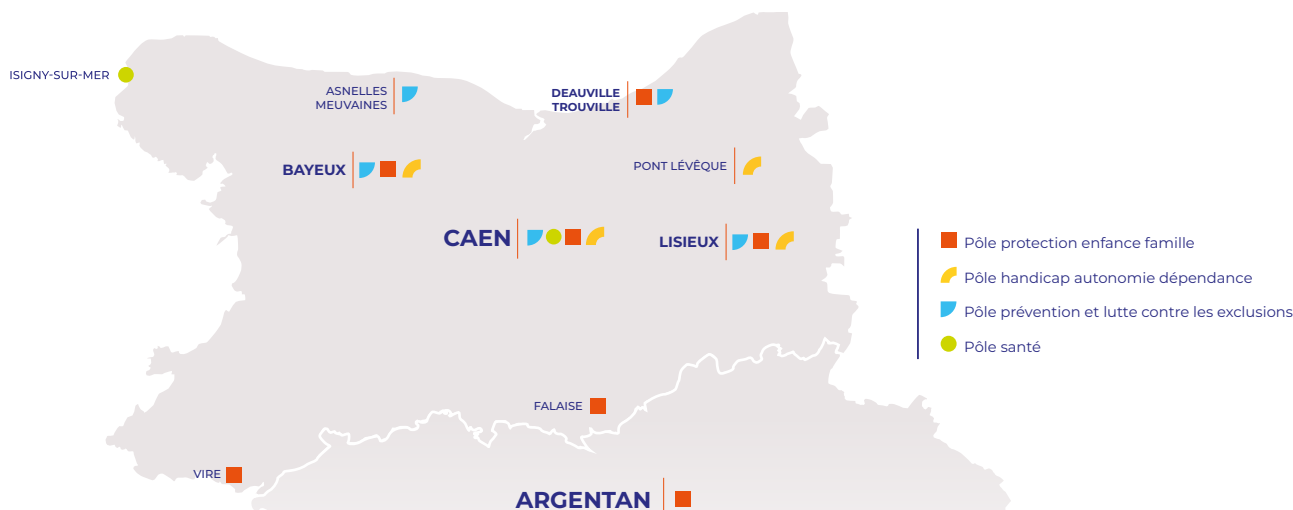 ISIGNY-SUR-MER
ASNELLES
MEUVAINES
DEAUVILLE
TROUVILLE
BAYEUX
PONT LÉVÊQUE
CAEN
LISIEUX
Pôle protection enfance famille
Pôle handicap autonomie dépendance
Pôle prévention et lutte contre les exclusions
Pôle santé
FALAISE
VIRE
ARGENTAN